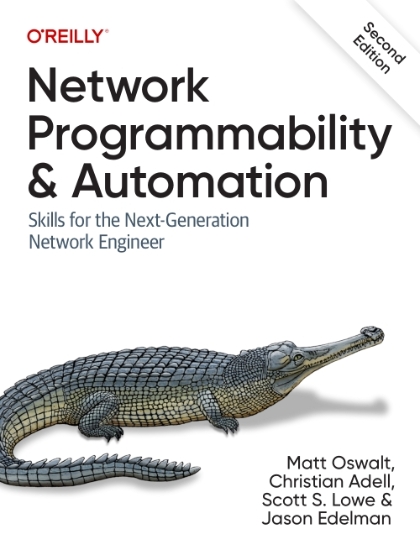 O'REILLY®
Second
Edition
Network
Programmability
& Automation
Skills for the Next-Generation
Network Engineer
Matt Oswalt,
Christian Adell,
Scott S. Lowe &
Jason Edelman